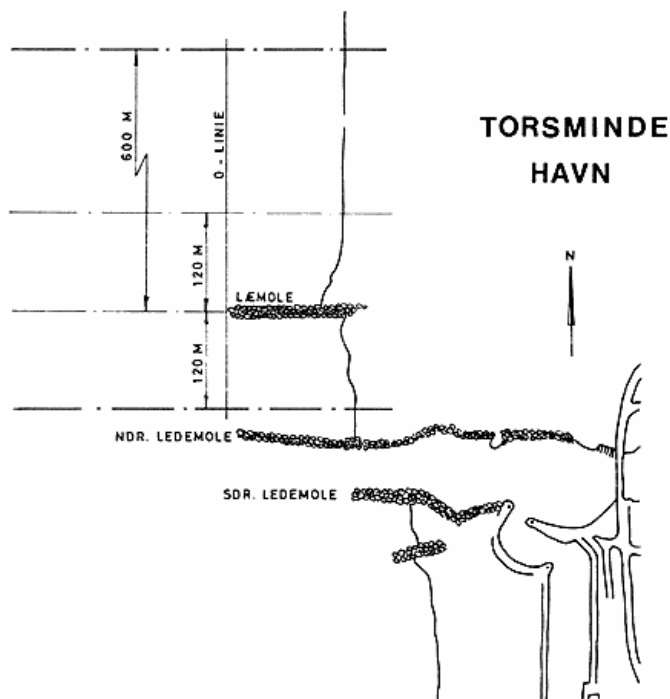 TORSMINDE
HAVN
N
600 M
0 - LINIE
120 M
LÆMOLE
120 M
NDR. LEDEMOLE
SDR. LEDEMOLE